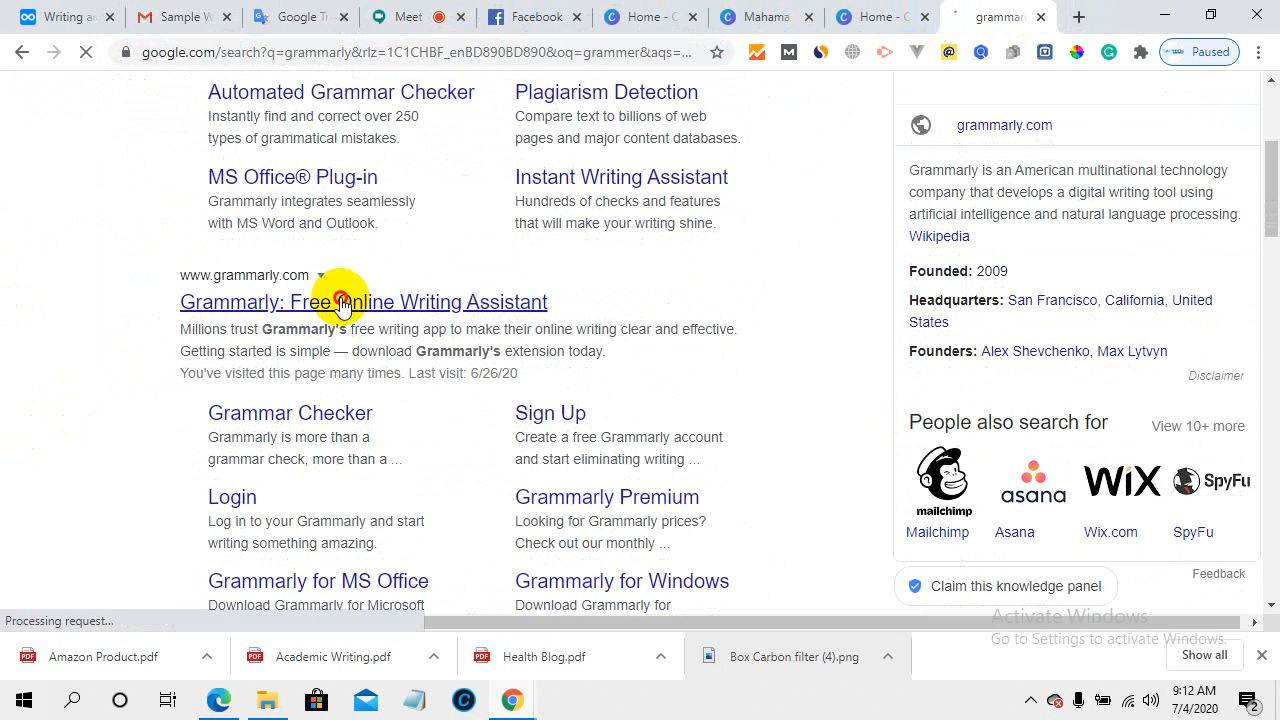 Writing an
Sample W
Google Tr
Meet
Facebook
Home - C
Mahama
Home - C
grammar
google.com/search?q=grammarly&rlz=1C1CHBF_enBD890BD890&oq=grammer&aqs=...
Paused
Automated Grammar Checker
Instantly find and correct over 250
types of grammatical mistakes.
Plagiarism Detection
Compare text to billions of web
pages and major content databases.
MS Office® Plug-in
Grammarly integrates seamlessly
with MS Word and Outlook.
Instant Writing Assistant
Hundreds of checks and features
that will make your writing shine.
www.grammarly.com
Grammarly: Free Online Writing Assistant
Millions trust Grammarly's free writing app to make their online writing clear and effective.
Getting started is simple — download Grammarly's extension today.
You've visited this page many times. Last visit: 6/26/20
Grammar Checker
Grammarly is more than a
grammar check, more than a ...
Sign Up
Create a free Grammarly account
and start eliminating writing ...
Login
Log in to your Grammarly and start
writing something amazing.
Grammarly Premium
Looking for Grammarly prices?
Check out our monthly ...
Grammarly for MS Office
Download Grammarly for Microsoft
Grammarly for Windows
Download Grammarly for
grammarly.com
Grammarly is an American multinational technology
company that develops a digital writing tool using
artificial intelligence and natural language processing.
Wikipedia
Founded: 2009
Headquarters: San Francisco, California, United
States
Founders: Alex Shevchenko, Max Lytvyn
Disclaimer
People also search for
View 10+ more
mailchimp
asana
WiX
SpyFu
Mailchimp
Asana
Wix.com
SpyFu
Claim this knowledge panel
Feedback
Activate Windows
Go to Settings to activate Windows.
Processing request...
Amazon Product.pdf
Academic Writing.pdf
Health Blog.pdf
Box Carbon filter (4).png
Show all
9:12 AM
7/4/2020
2